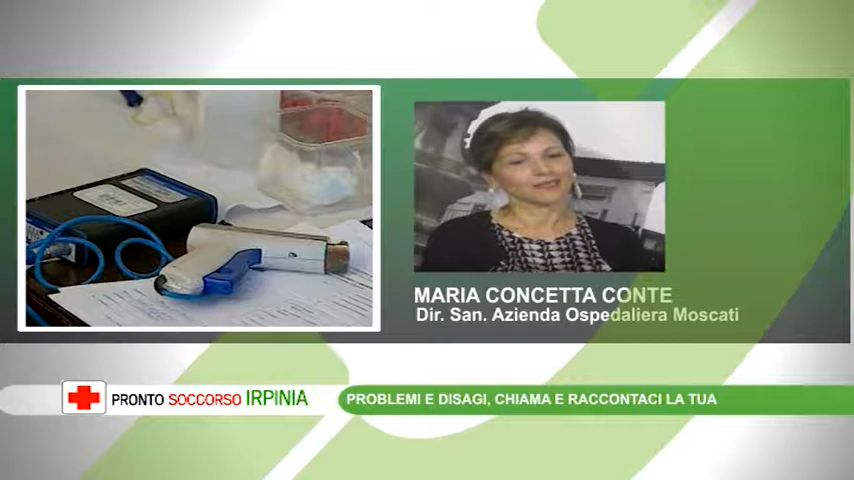 MARIA CONCETTA CONTE
Dir. San. Azienda Ospedaliera Moscati
PRONTO SOCCORSO IRPINIA
PROBLEMI E DISAGI, CHIAMA E RACCONTACI LA TUA